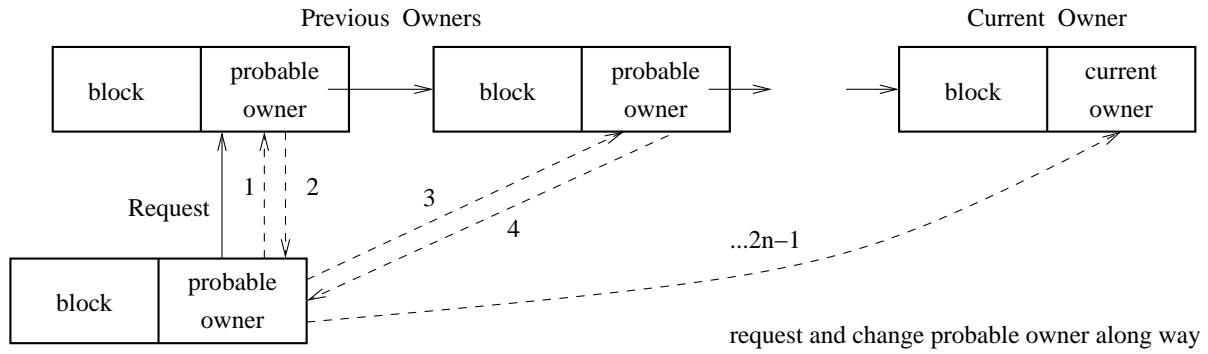 Previous Owners
Current Owner
block
probable
owner
block
probable
owner
block
current
owner
Request
1
2
3
4
...2n−1
block
probable
owner
request and change probable owner along way